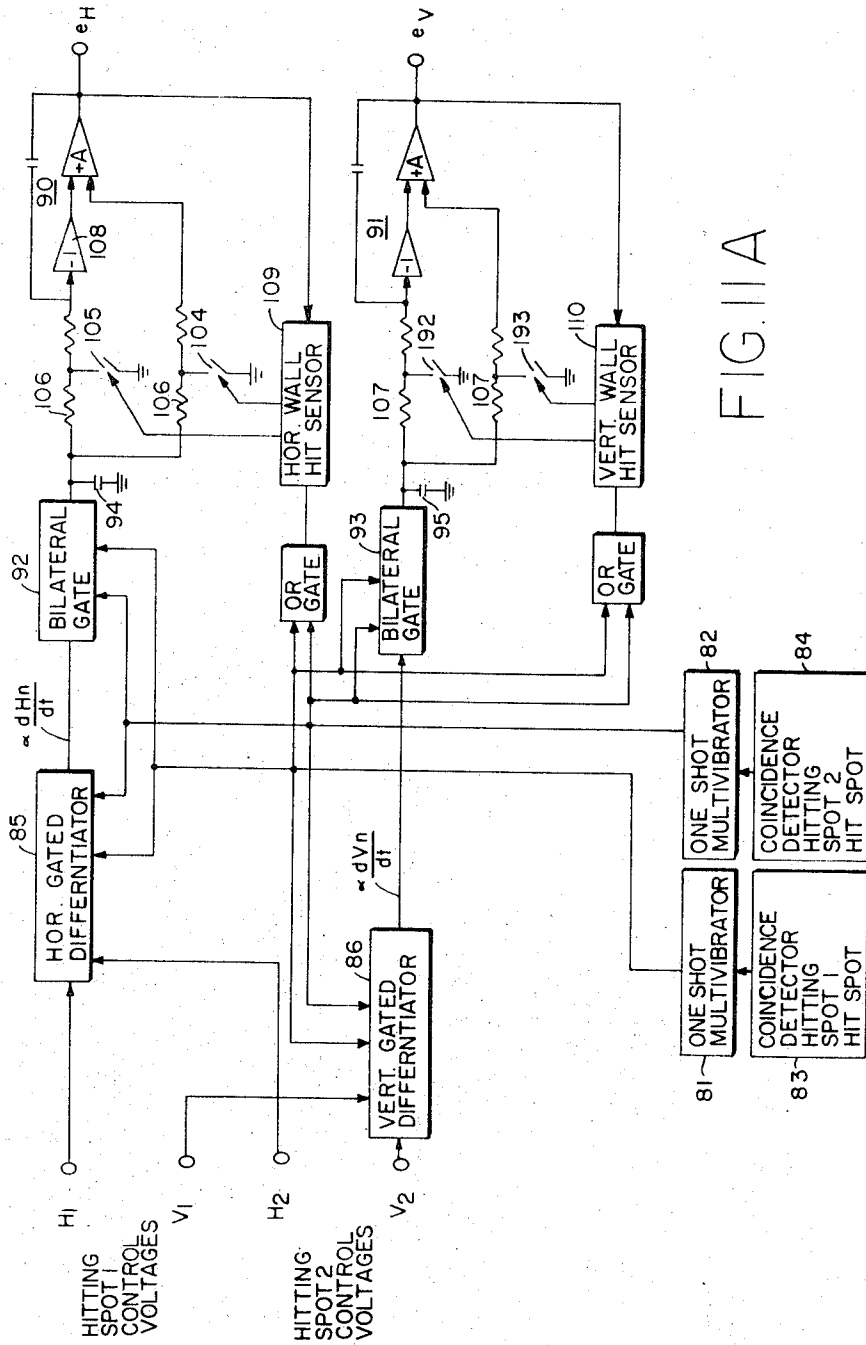 HITTING
SPOT 1
CONTROL
VOLTAGES
H1
V1
HITTING
SPOT 2
CONTROL
VOLTAGES
H2
V2
85
HOR. GATED
DIFFERNTIATOR
∝ dHn
dt
92
BILATERAL
GATE
94
106
105
106
104
108
-1
90
+A
eH
109
HOR. WALL
HIT SENSOR
OR
GATE
86
VERT. GATED
DIFFERNTIATOR
∝ dVn
dt
93
BILATERAL
GATE
95
107
192
107
193
-1
91
+A
eV
110
VERT. WALL
HIT SENSOR
OR
GATE
81
ONE SHOT
MULTIVIBRATOR
82
ONE SHOT
MULTIVIBRATOR
83
COINCIDENCE
DETECTOR
HITTING
SPOT 1
HIT SPOT
84
COINCIDENCE
DETECTOR
HITTING
SPOT 2
HIT SPOT
FIG. 11A